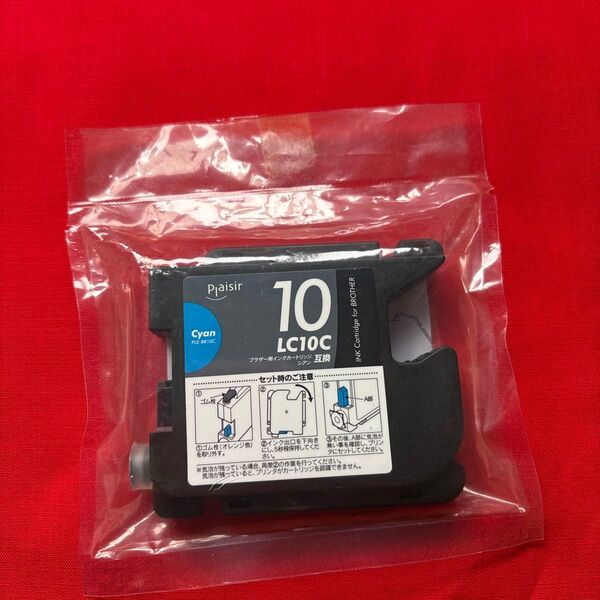 Plaisir
Cyan
PLE-BR10C
10
LC10C
ブラザー用インクカートリッジ
シアン
互換
INK Cartridge for BROTHER
セット時のご注意
①
ゴム栓
②
③
A部
①ゴム栓(オレンジ色)
を取り外す。
②インク出口を下向き
にし、5秒程保持してくだ
さい。
③その後、A部に気泡が
無い事を確認し、プリン
タにセットしてください。
※気泡が残っている場合、再度②の作業を行ってください。
気泡が残っていると、プリンタがカートリッジを認識できません。